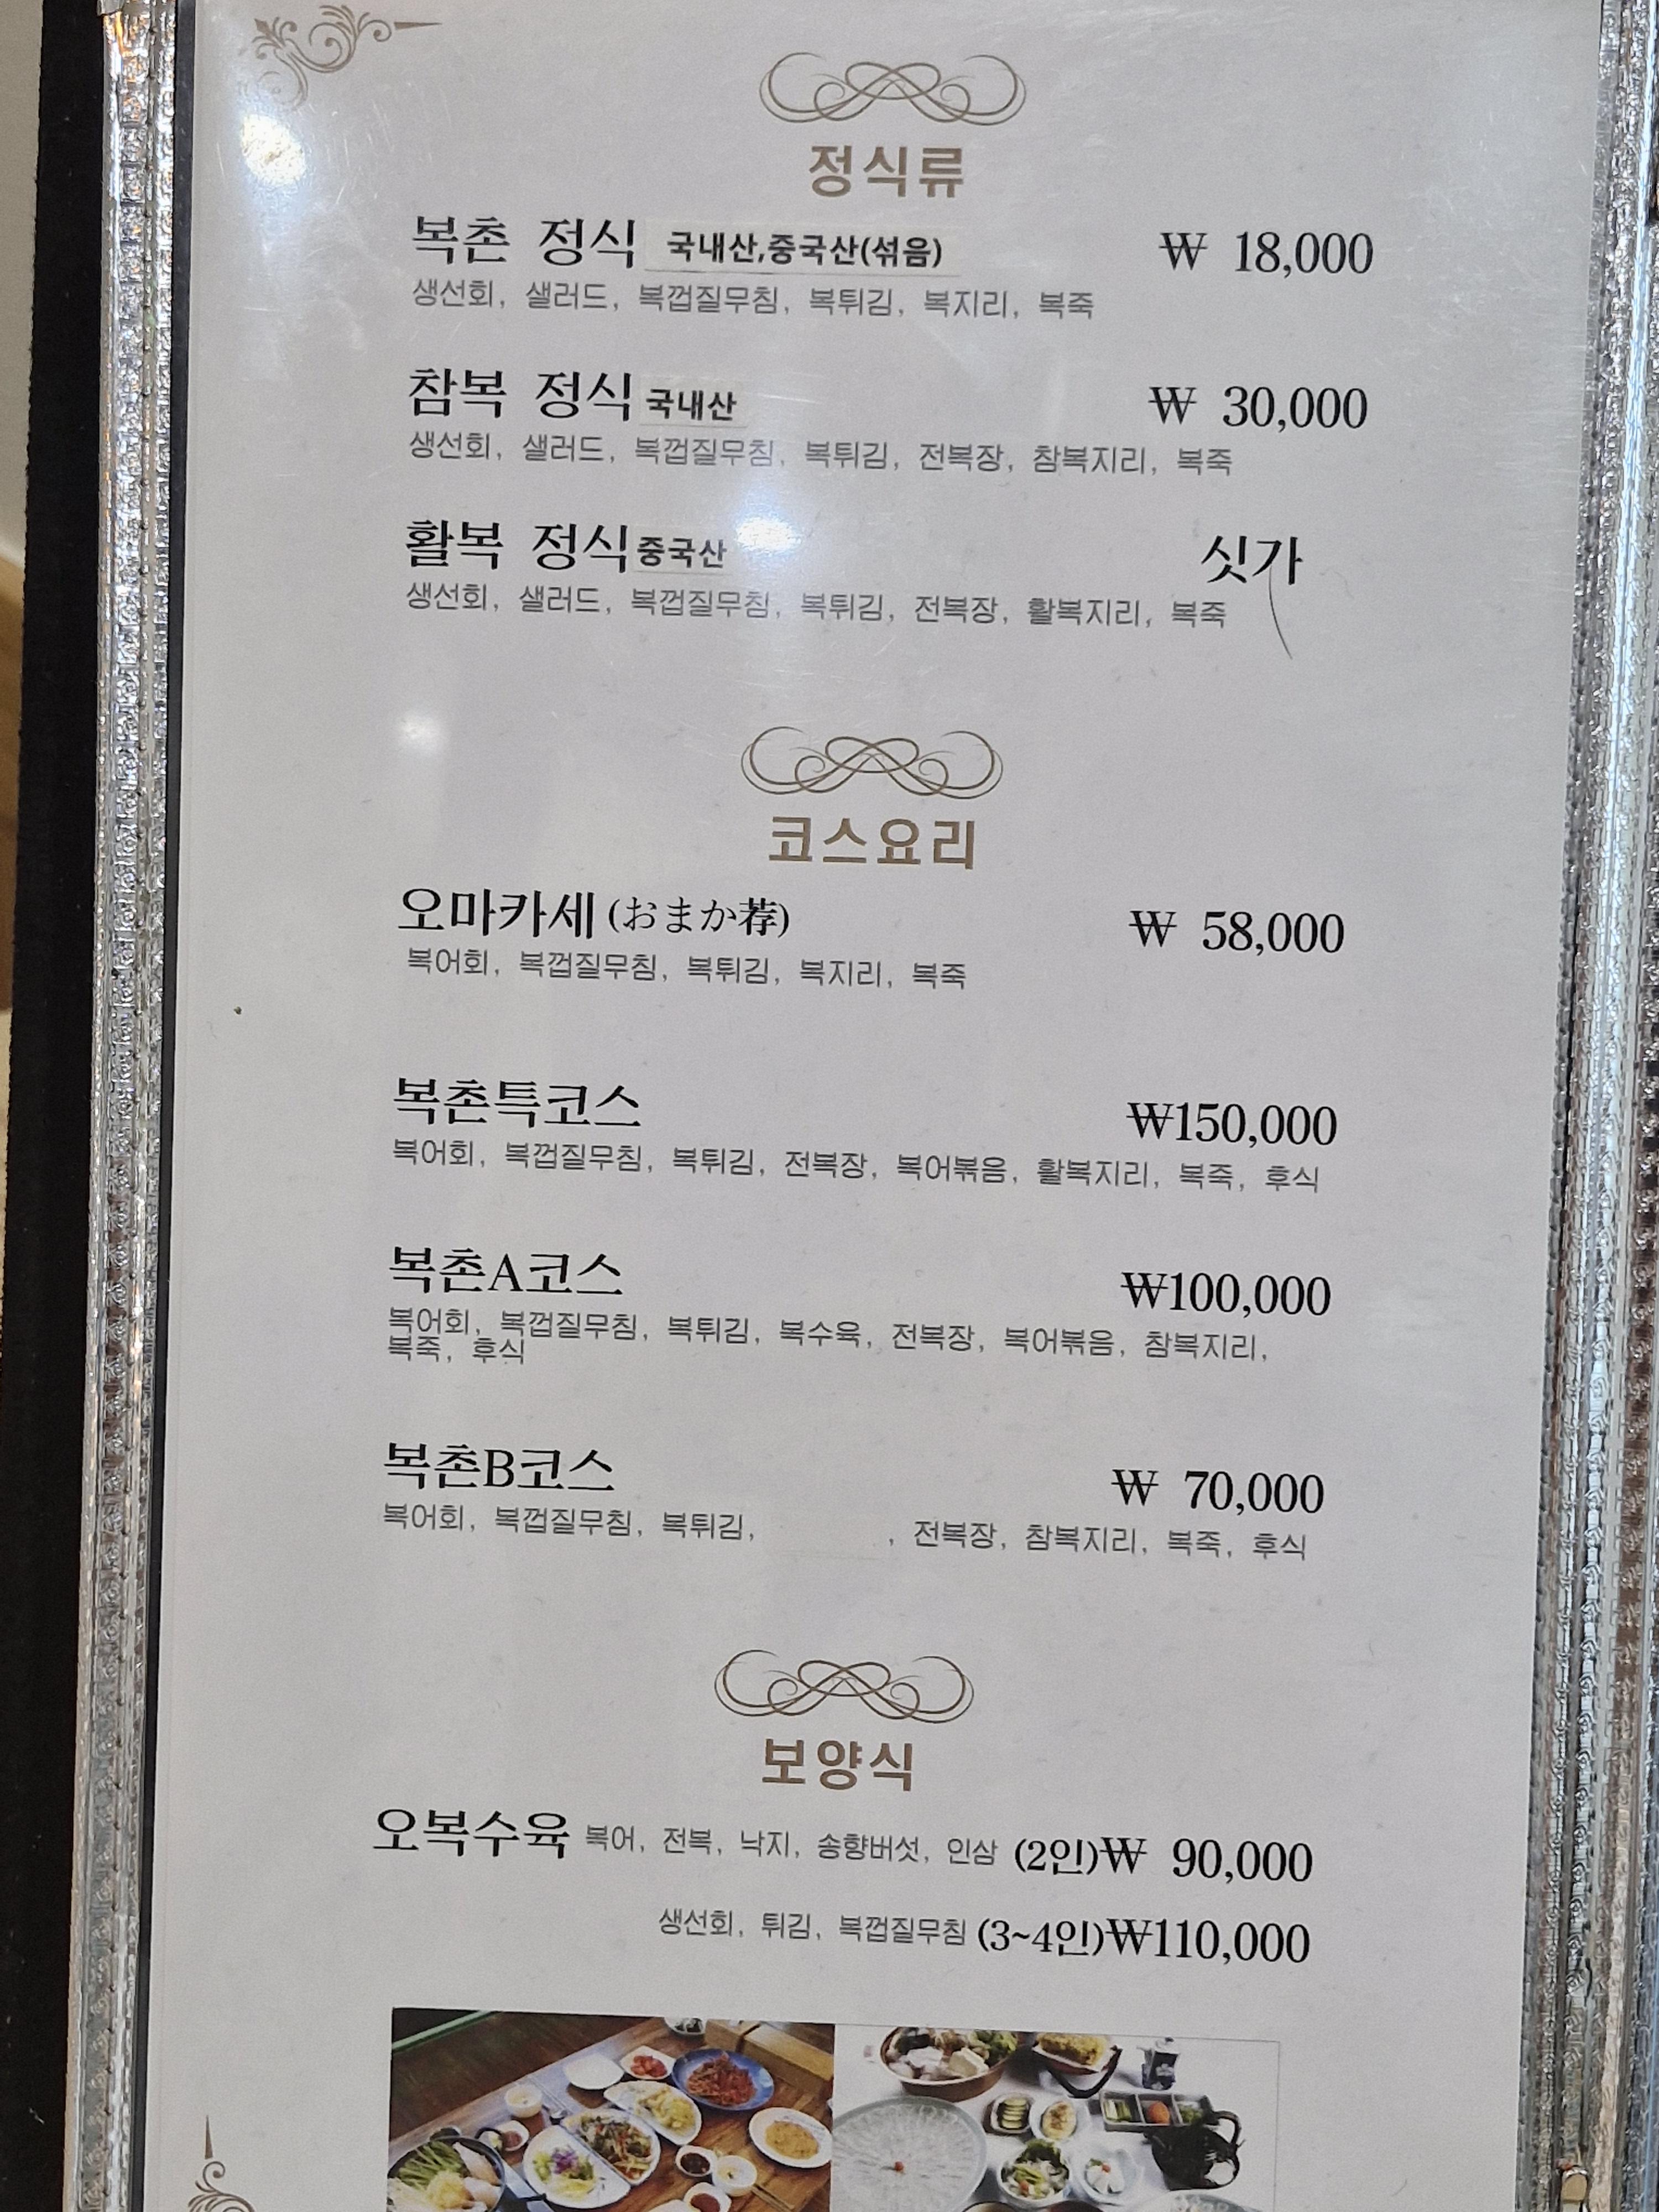 정식류
복촌 정식 국내산,중국산(섞음) ₩ 18,000
생선회, 샐러드, 복껍질무침, 복튀김, 복지리, 복죽
참복 정식 국내산 ₩ 30,000
생선회, 샐러드, 복껍질무침, 복튀김, 전복장, 참복지리, 복죽
활복 정식 중국산 싯가
생선회, 샐러드, 복껍질무침, 복튀김, 전복장, 활복지리, 복죽
코스요리
오마카세 (おまか荐) ₩ 58,000
복어회, 복껍질무침, 복튀김, 복지리, 복죽
복촌특코스 ₩150,000
복어회, 복껍질무침, 복튀김, 전복장, 복어볶음, 활복지리, 복죽, 후식
복촌A코스 ₩100,000
복어회, 복껍질무침, 복튀김, 복수육, 전복장, 복어볶음, 참복지리,
복죽, 후식
복촌B코스 ₩ 70,000
복어회, 복껍질무침, 복튀김, , 전복장, 참복지리, 복죽, 후식
보양식
오복수육 복어, 전복, 낙지, 송향버섯, 인삼 (2인)₩ 90,000
생선회, 튀김, 복껍질무침 (3~4인)₩110,000